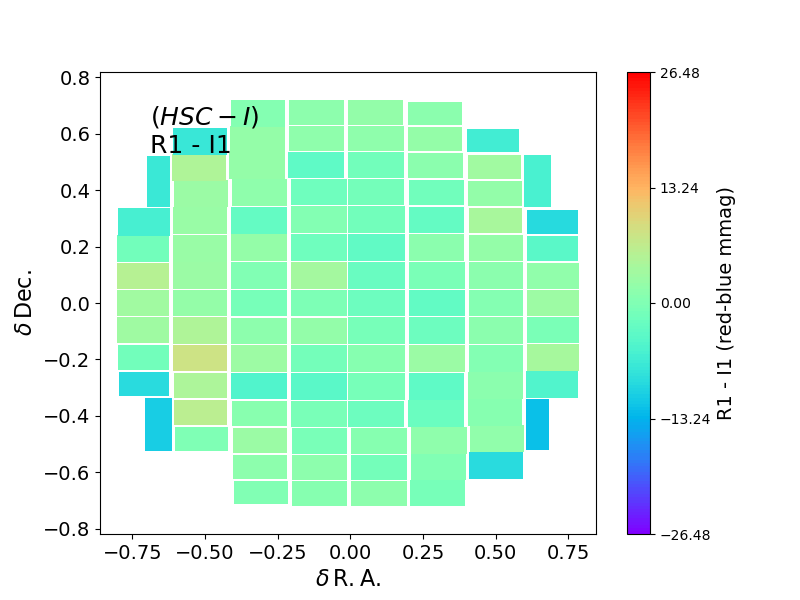 (HSC − I)
R1 - I1
0.8
0.6
0.4
0.2
0.0
−0.2
−0.4
−0.6
−0.8
δ Dec.
−0.75 −0.50 −0.25 0.00 0.25 0.50 0.75
δ R. A.
26.48
13.24
0.00
−13.24
−26.48
R1 - I1 (red-blue mmag)